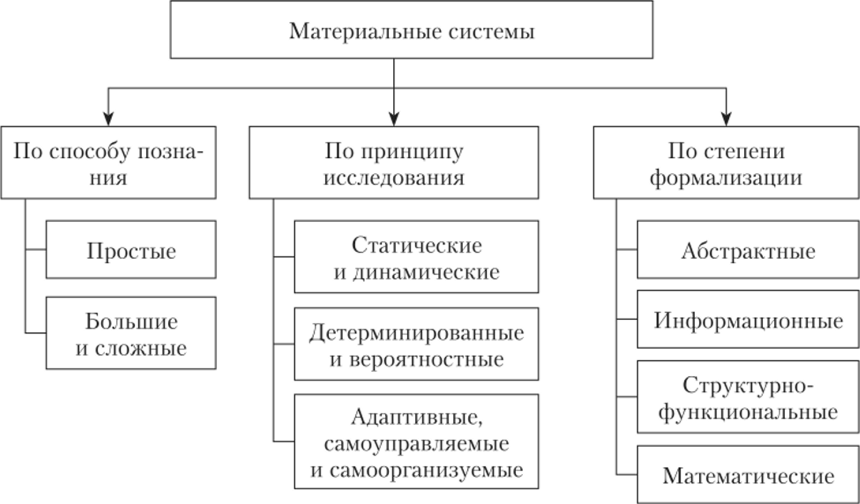 Материальные системы
По способу позна-
ния
Простые
Большие
и сложные
По принципу
исследования
Статические
и динамические
Детерминированные
и вероятностные
Адаптивные,
самоуправляемые
и самоорганизуемые
По степени
формализации
Абстрактные
Информационные
Структурно-
функциональные
Математические